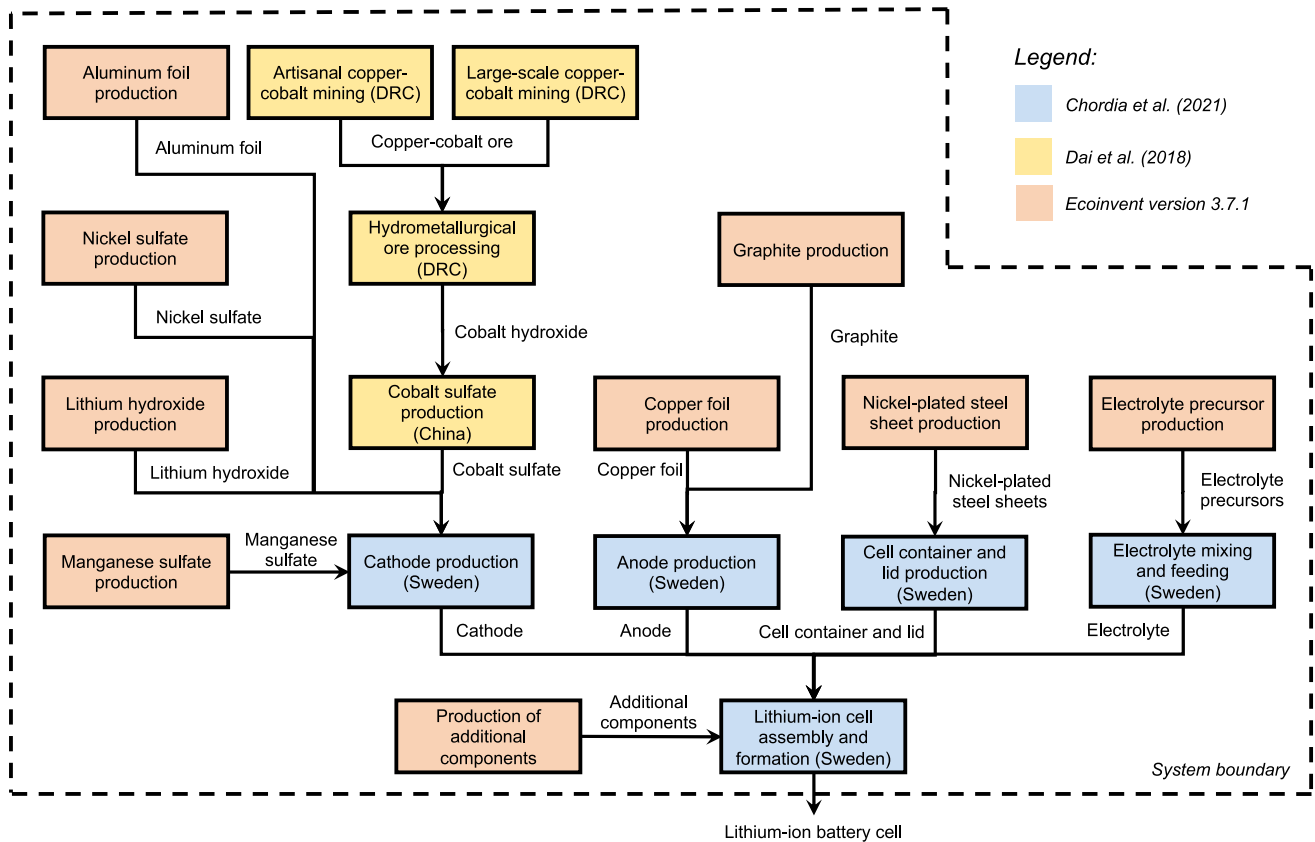 Aluminum foil
production
Artisanal copper-
cobalt mining (DRC)
Large-scale copper-
cobalt mining (DRC)
Legend:
Chordia et al. (2021)
Dai et al. (2018)
Ecoinvent version 3.7.1
Aluminum foil
Copper-cobalt ore
Nickel sulfate
production
Hydrometallurgical
ore processing
(DRC)
Graphite production
Nickel sulfate
Cobalt hydroxide
Graphite
Lithium hydroxide
production
Cobalt sulfate
production
(China)
Copper foil
production
Nickel-plated steel
sheet production
Electrolyte precursor
production
Lithium hydroxide
Cobalt sulfate
Copper foil
Nickel-plated
steel sheets
Electrolyte
precursors
Manganese sulfate
production
Manganese
sulfate
Cathode production
(Sweden)
Anode production
(Sweden)
Cell container and
lid production
(Sweden)
Electrolyte mixing
and feeding
(Sweden)
Cathode
Anode
Cell container and lid
Electrolyte
Production of
additional
components
Additional
components
Lithium-ion cell
assembly and
formation (Sweden)
System boundary
Lithium-ion battery cell